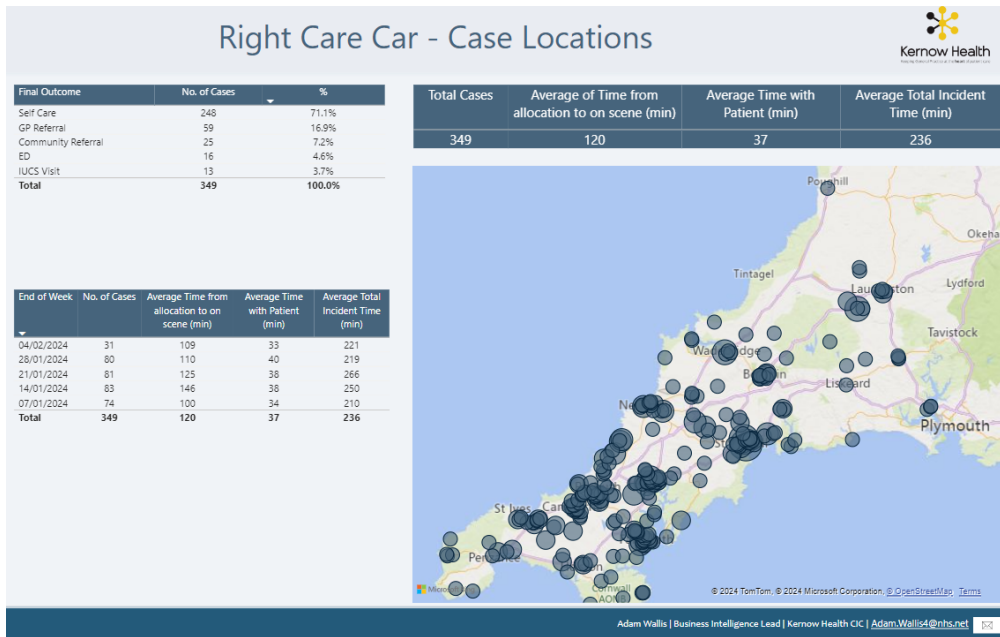 Right Care Car - Case Locations
Kernow Health
Final Outcome No. of Cases %
Self Care 248 71.1%
GP Referral 59 16.9%
Community Referral 25 7.2%
ED 16 4.6%
IUCS Visit 13 3.7%
Total 349 100.0%
Total Cases Average of Time from allocation to on scene (min) Average Time with Patient (min) Average Total Incident Time (min)
349 120 37 236
End of Week No. of Cases Average Time from allocation to on scene (min) Average Time with Patient (min) Average Total Incident Time (min)
04/02/2024 31 109 33 221
28/01/2024 80 110 40 219
21/01/2024 81 125 38 266
14/01/2024 83 146 38 250
07/01/2024 74 100 34 210
Total 349 120 37 236
Poughill
Okeha
Tintagel
Lydford
Tavistock
Liskeard
Plymouth
St Ives
Cornwall
AONB
© 2024 TomTom, © 2024 Microsoft Corporation, © OpenStreetMap Terms
Adam Wallis | Business Intelligence Lead | Kernow Health CIC | Adam.Wallis4@nhs.net